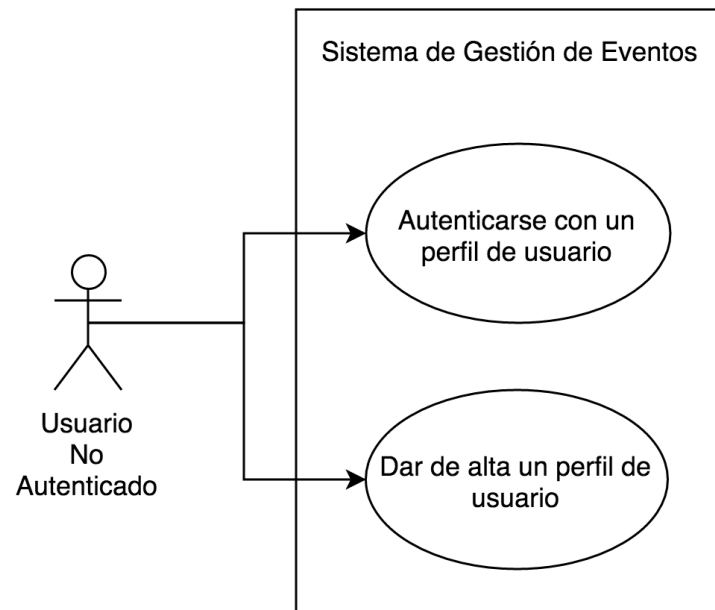 Sistema de Gestión de Eventos
Autenticarse con un
perfil de usuario
Usuario
No
Autenticado
Dar de alta un perfil de
usuario